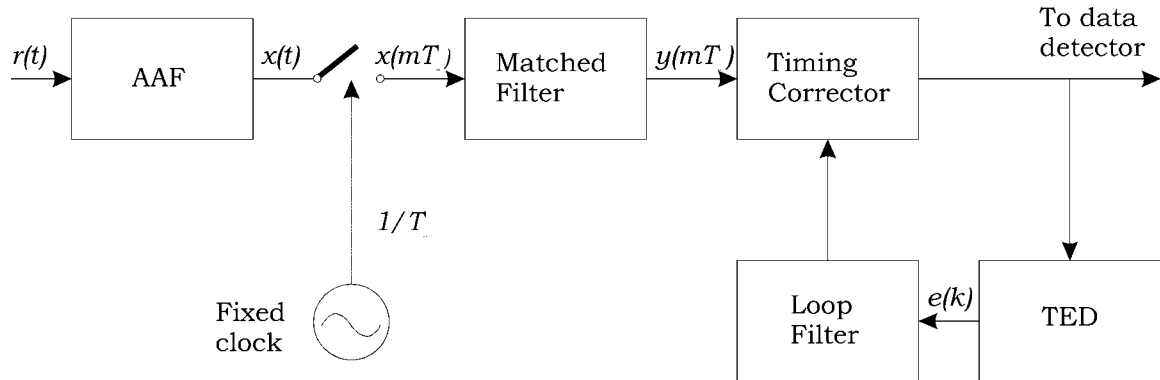 To data
detector
r(t)
AAF
x(t)
x(mT)
Matched
Filter
y(mT)
Timing
Corrector
1/T
Fixed
clock
Loop
Filter
e(k)
TED